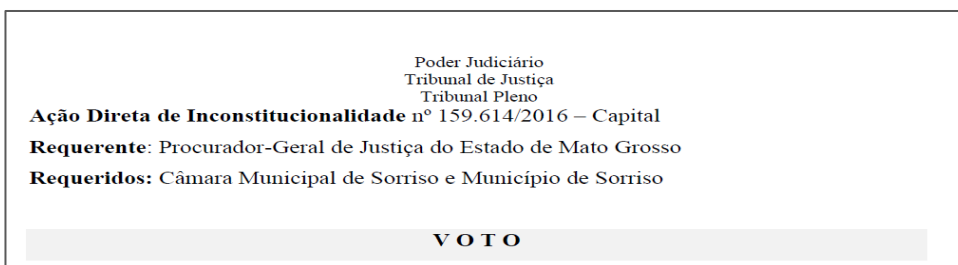 Poder Judiciário
Tribunal de Justiça
Tribunal Pleno
Ação Direta de Inconstitucionalidade nº 159.614/2016 – Capital
Requerente: Procurador-Geral de Justiça do Estado de Mato Grosso
Requeridos: Câmara Municipal de Sorriso e Município de Sorriso
V O T O